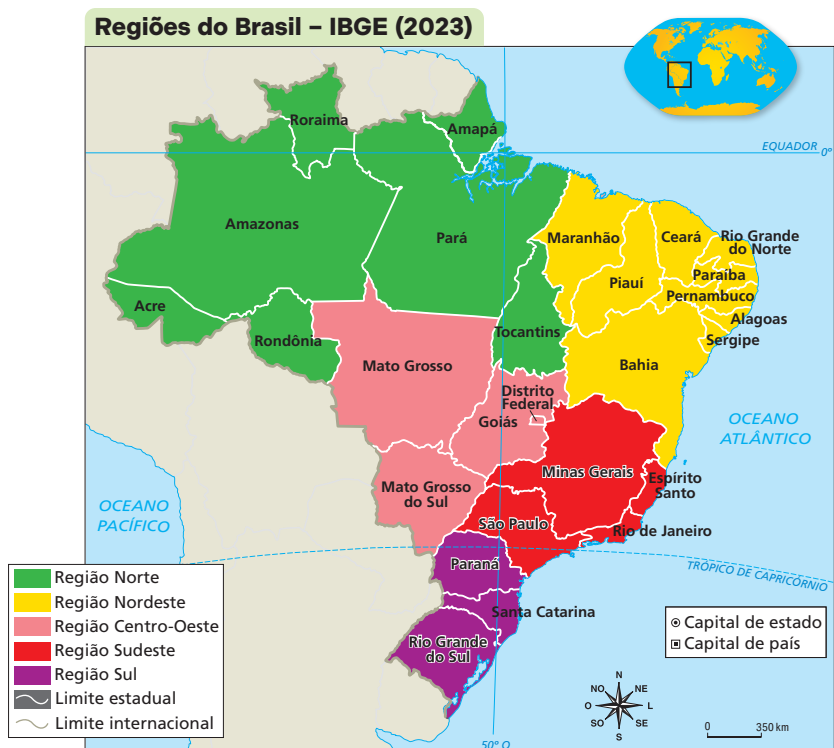 Regiões do Brasil – IBGE (2023)
Roraima
Amapá
EQUADOR
0°
Amazonas
Pará
Maranhão
Ceará
Rio Grande
do Norte
Piauí
Paraíba
Pernambuco
Acre
Rondônia
Tocantins
Alagoas
Sergipe
Mato Grosso
Bahia
Distrito
Federal
Goiás
OCEANO
ATLÂNTICO
Minas Gerais
Espírito
Santo
Mato Grosso
do Sul
OCEANO
PACÍFICO
São Paulo
Rio de Janeiro
Paraná
TRÓPICO DE CAPRICÓRNIO
Santa Catarina
Rio Grande
do Sul
Região Norte
Região Nordeste
Região Centro-Oeste
Região Sudeste
Região Sul
Limite estadual
Limite internacional
Capital de estado
Capital de país
N
NO
NE
O
L
SO
SE
S
0
350 km
50° O